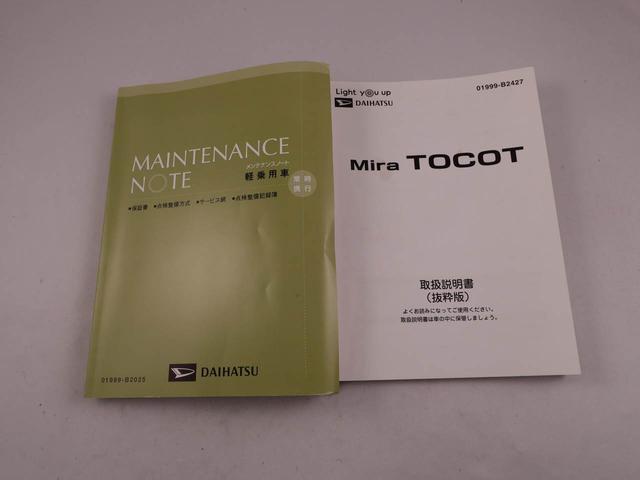 MAINTENANCE
NOTE
メンテナンスノート
軽乗用車
常時
携行
●保証書 ●点検整備方式 ●サービス網 ●点検整備記録簿
DAIHATSU
01999-B2025
Light you up
DAIHATSU
01999-B2427
Mira TOCOT
取扱説明書
(抜粋版)
よくお読みになってご使用ください。
取扱説明書は車の中に保管しましょう。